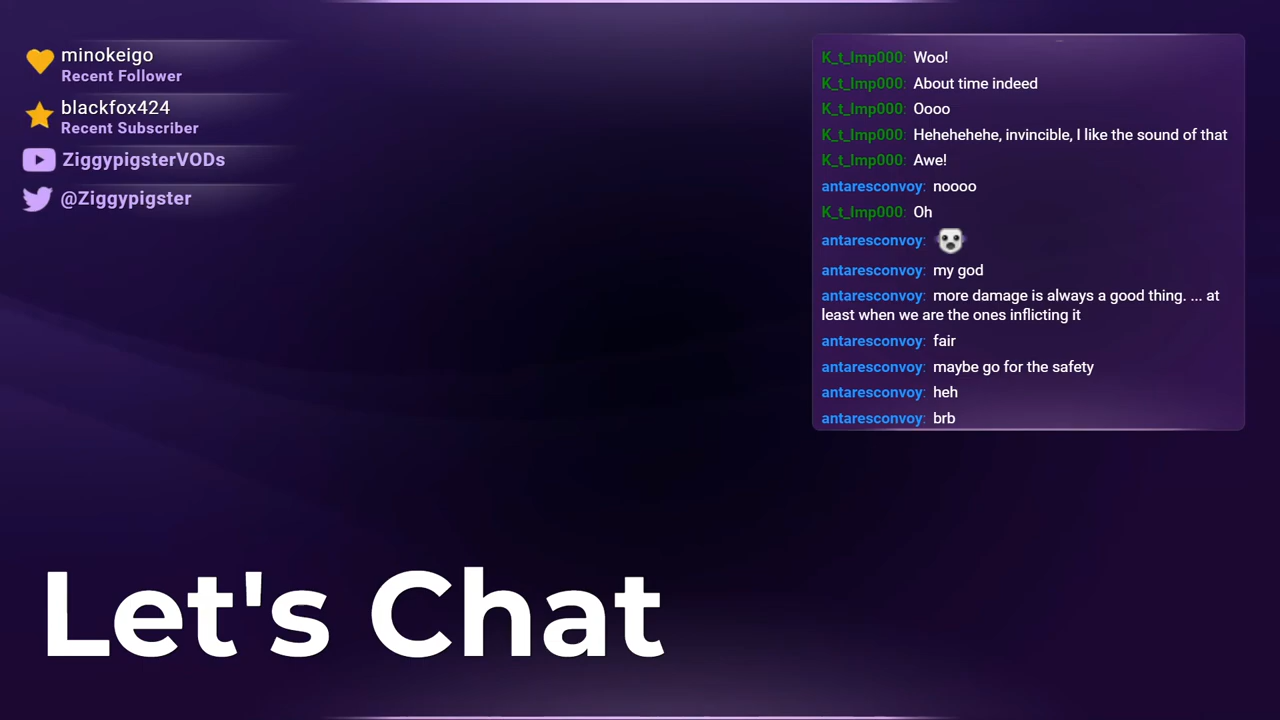 minokeigo
Recent Follower
blackfox424
Recent Subscriber
ZiggypigsterVODs
@Ziggypigster
K_t_Imp000: Woo!
K_t_Imp000: About time indeed
K_t_Imp000: Oooo
K_t_Imp000: Hehehehehe, invincible, I like the sound of that
K_t_Imp000: Awe!
antaresconvoy: noooo
K_t_Imp000: Oh
antaresconvoy:
antaresconvoy: my god
antaresconvoy: more damage is always a good thing. ... at
least when we are the ones inflicting it
antaresconvoy: fair
antaresconvoy: maybe go for the safety
antaresconvoy: heh
antaresconvoy: brb
Let's Chat